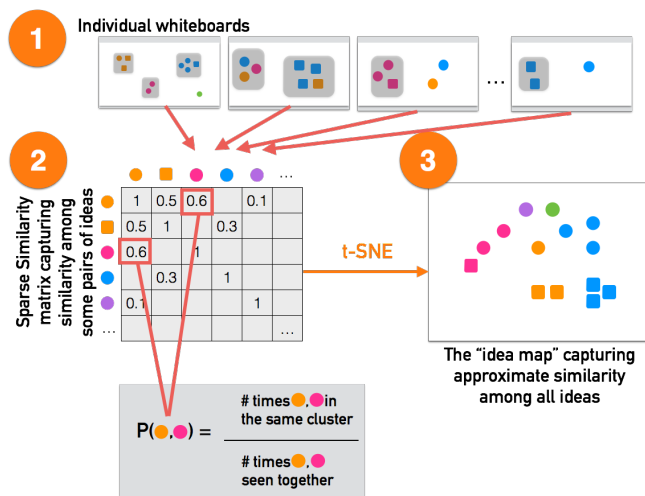 1
Individual whiteboards
...
2
3
Sparse Similarity
matrix capturing
similarity among
some pairs of ideas
...
1 0.5 0.6 0.1
0.5 1 0.3
0.6 1
0.3 1
0.1 1
... ...
t-SNE
The “idea map” capturing
approximate similarity
among all ideas
P( , ) =
# times , in
the same cluster
# times ,
seen together